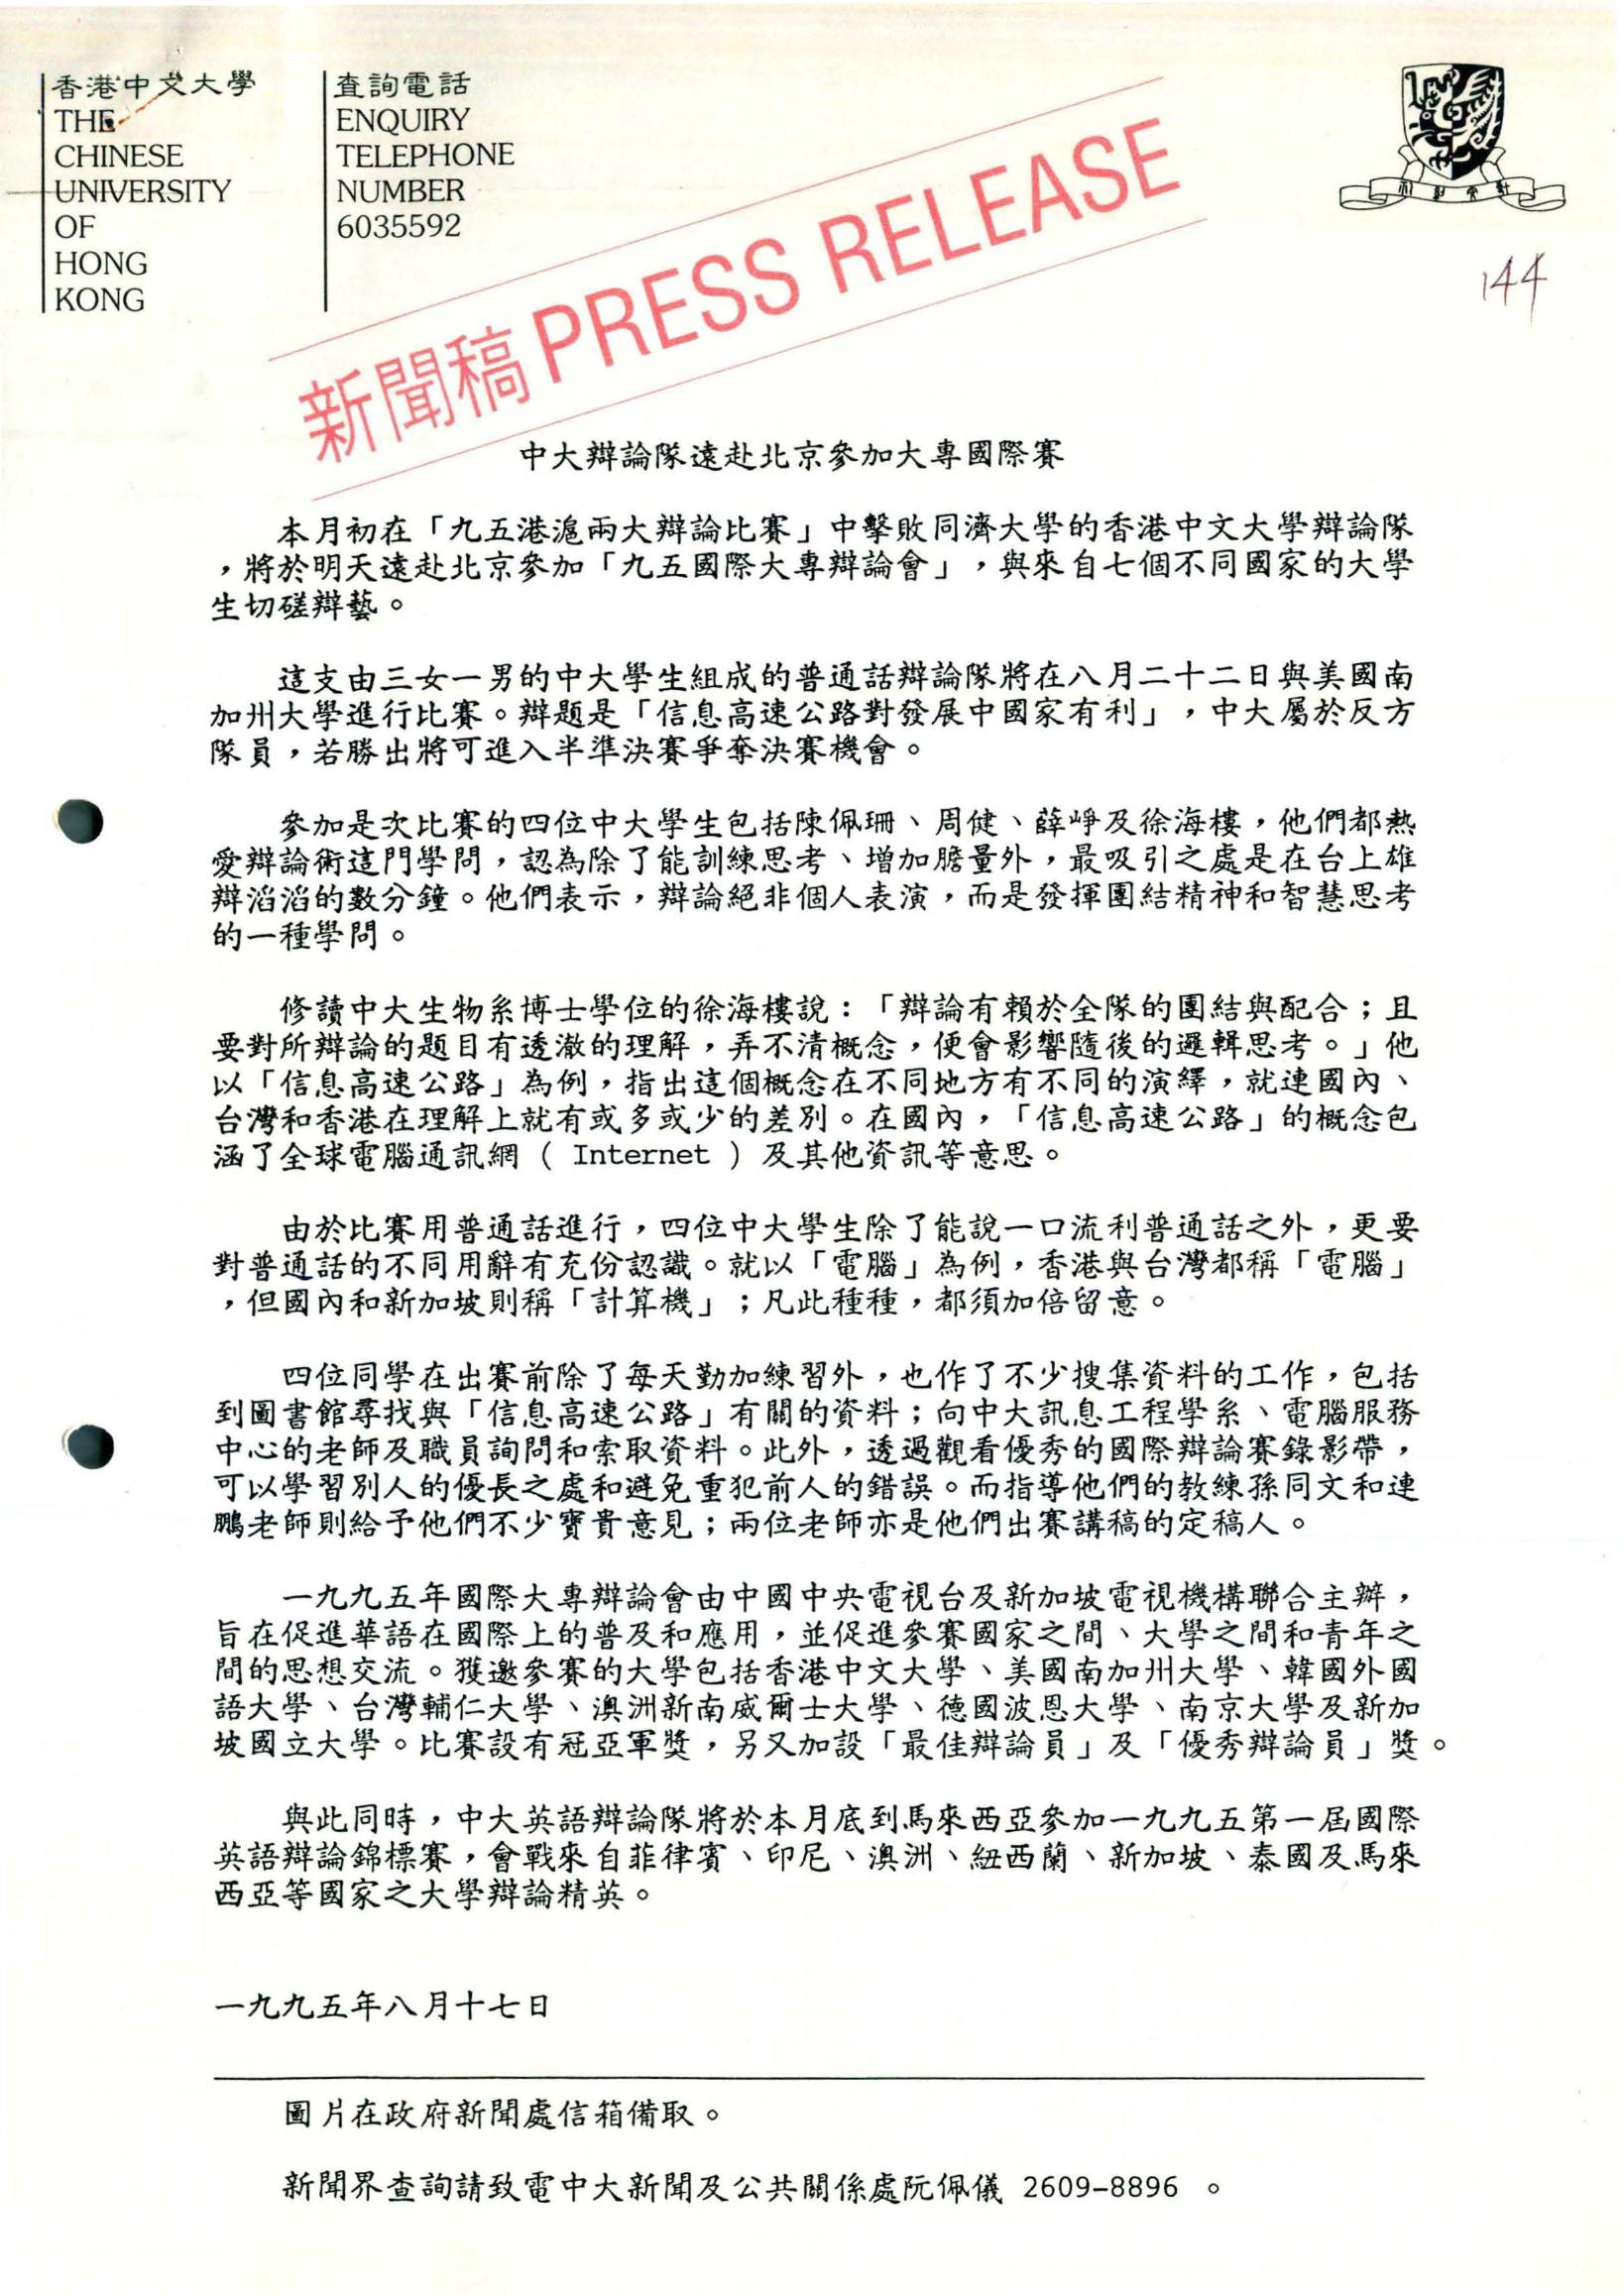 香港中文大學
THE
CHINESE
UNIVERSITY
OF
HONG
KONG
查詢電話
ENQUIRY
TELEPHONE
NUMBER
6035592
144
新聞稿 PRESS RELEASE
中大辯論隊遠赴北京參加大專國際賽
本月初在「九五港滬兩大辯論比賽」中擊敗同濟大學的香港中文大學辯論隊
，將於明天遠赴北京參加「九五國際大專辯論會」，與來自七個不同國家的大學
生切磋辯藝。
這支由三女一男的中大學生組成的普通話辯論隊將在八月二十二日與美國南
加州大學進行比賽。辯題是「信息高速公路對發展中國家有利」，中大屬於反方
隊員，若勝出將可進入半準決賽爭奪決賽機會。
參加是次比賽的四位中大學生包括陳佩珊、周健、薛崢及徐海樓，他們都熱
愛辯論術這門學問，認為除了能訓練思考、增加膽量外，最吸引之處是在台上雄
辯滔滔的數分鐘。他們表示，辯論絕非個人表演，而是發揮團結精神和智慧思考
的一種學問。
修讀中大生物系博士學位的徐海樓說：「辯論有賴於全隊的團結與配合；且
要對所辯論的題目有透澈的理解，弄不清概念，便會影響隨後的邏輯思考。」他
以「信息高速公路」為例，指出這個概念在不同地方有不同的演繹，就連國內、
台灣和香港在理解上就有或多或少的差別。在國內，「信息高速公路」的概念包
涵了全球電腦通訊網 ( Internet ) 及其他資訊等意思。
由於比賽用普通話進行，四位中大學生除了能說一口流利普通話之外，更要
對普通話的不同用辭有充份認識。就以「電腦」為例，香港與台灣都稱「電腦」
，但國內和新加坡則稱「計算機」；凡此種種，都須加倍留意。
四位同學在出賽前除了每天勤加練習外，也作了不少搜集資料的工作，包括
到圖書館尋找與「信息高速公路」有關的資料；向中大訊息工程學系、電腦服務
中心的老師及職員詢問和索取資料。此外，透過觀看優秀的國際辯論賽錄影帶，
可以學習別人的優長之處和避免重犯前人的錯誤。而指導他們的教練孫同文和連
鵬老師則給予他們不少寶貴意見；兩位老師亦是他們出賽講稿的定稿人。
一九九五年國際大專辯論會由中國中央電視台及新加坡電視機構聯合主辦，
旨在促進華語在國際上的普及和應用，並促進參賽國家之間、大學之間和青年之
間的思想交流。獲邀參賽的大學包括香港中文大學、美國南加州大學、韓國外國
語大學、台灣輔仁大學、澳洲新南威爾士大學、德國波恩大學、南京大學及新加
坡國立大學。比賽設有冠亞軍獎，另又加設「最佳辯論員」及「優秀辯論員」獎。
與此同時，中大英語辯論隊將於本月底到馬來西亞參加一九九五第一屆國際
英語辯論錦標賽，會戰來自菲律賓、印尼、澳洲、紐西蘭、新加坡、泰國及馬來
西亞等國家之大學辯論精英。
一九九五年八月十七日
圖片在政府新聞處信箱備取。
新聞界查詢請致電中大新聞及公共關係處阮佩儀 2609-8896 。